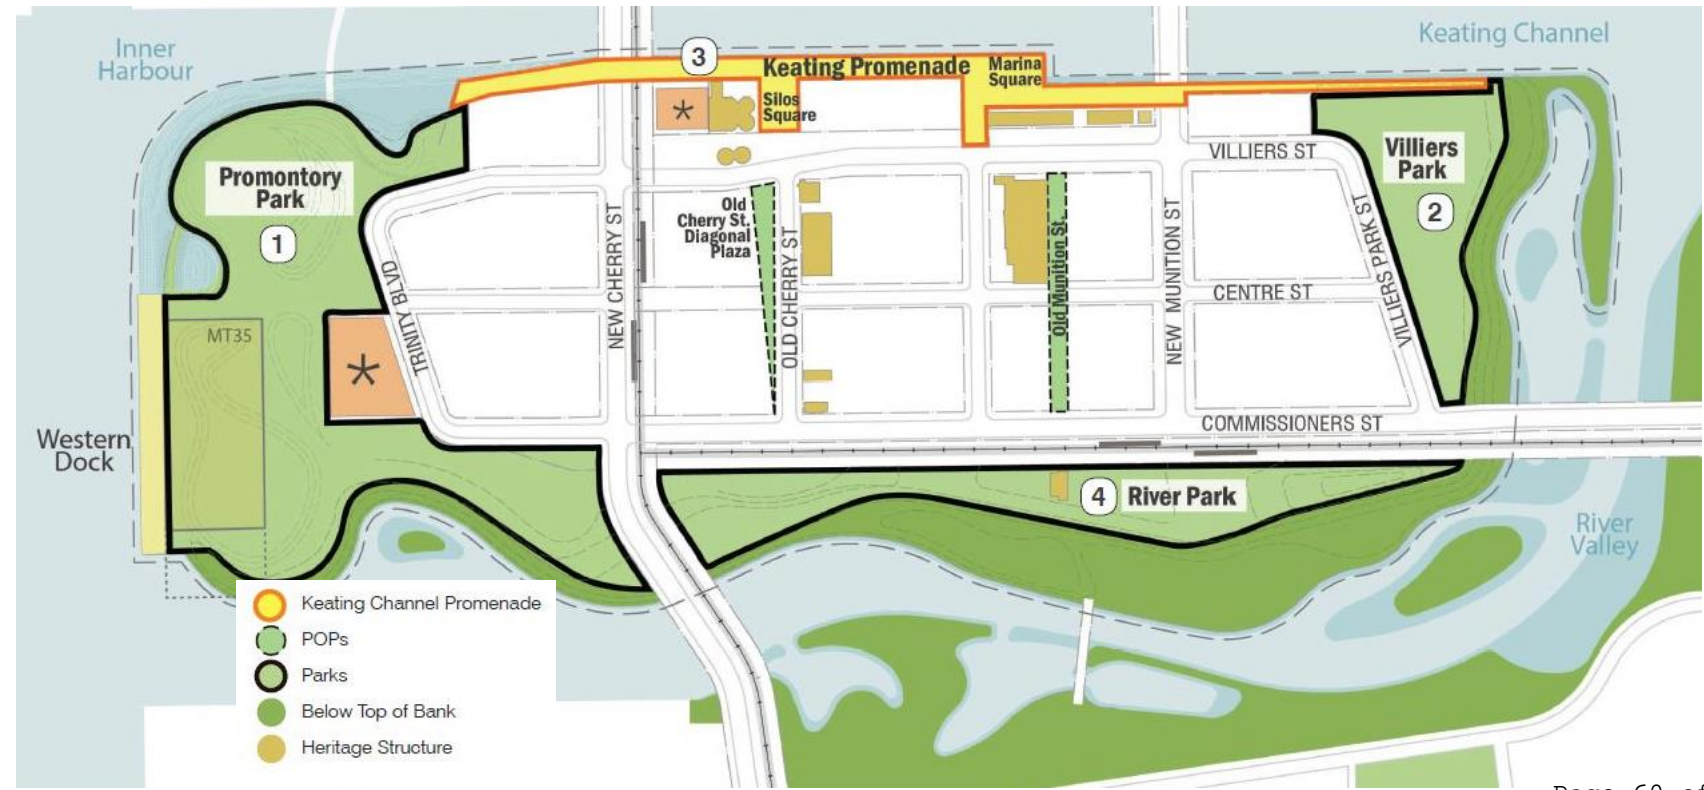 Inner
Harbour
Keating Channel
3
Keating Promenade
Marina
Square
Silos
Square
*
Promontory
Park
1
VILLIERS ST
Villiers
Park
2
Old
Cherry St.
Diagonal
Plaza
NEW CHERRY ST
OLD CHERRY ST
Old Munition St.
NEW MUNITION ST
VILLIERS PARK ST
TRINITY BLVD
CENTRE ST
MT35
*
COMMISSIONERS ST
Western
Dock
4
River Park
River
Valley
Keating Channel Promenade
POPs
Parks
Below Top of Bank
Heritage Structure